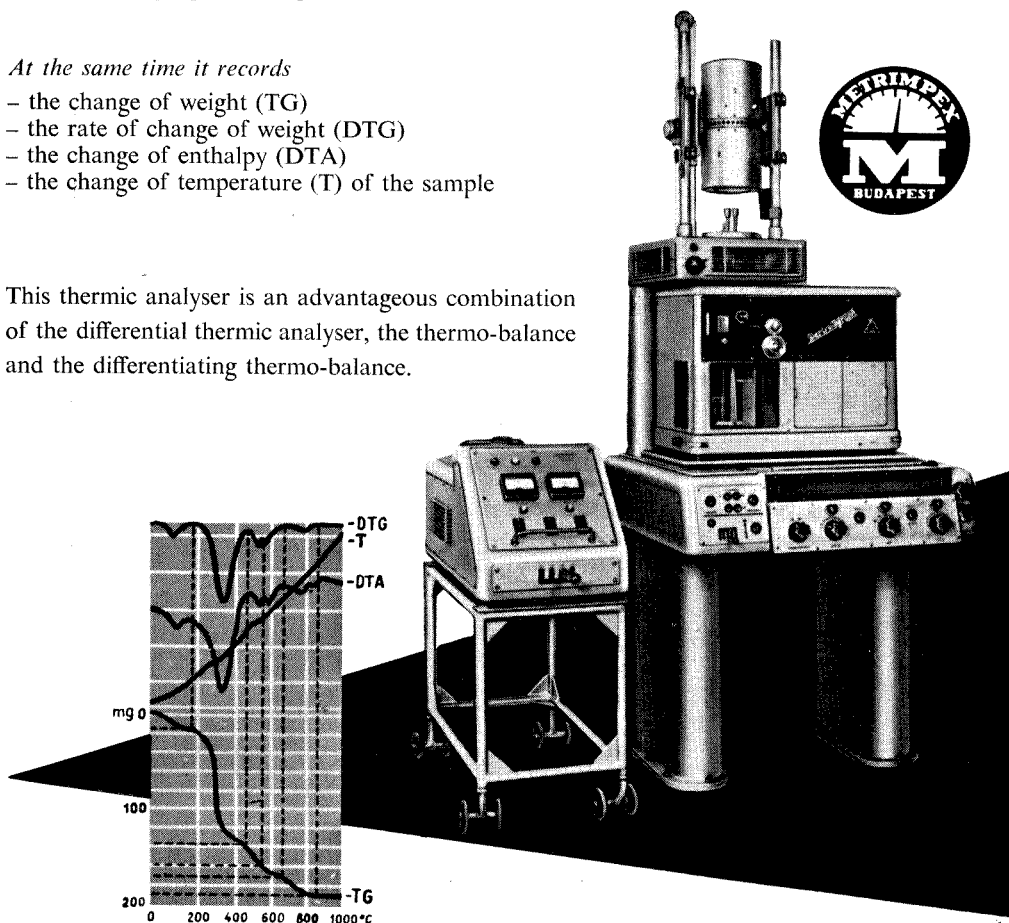 At the same time it records
– the change of weight (TG)
– the rate of change of weight (DTG)
– the change of enthalpy (DTA)
– the change of temperature (T) of the sample
METRIMPEX
M
BUDAPEST
This thermic analyser is an advantageous combination
of the differential thermic analyser, the thermo-balance
and the differentiating thermo-balance.
-DTG
-T
-DTA
mg 0
100
200
-TG
0 200 400 600 800 1000°C